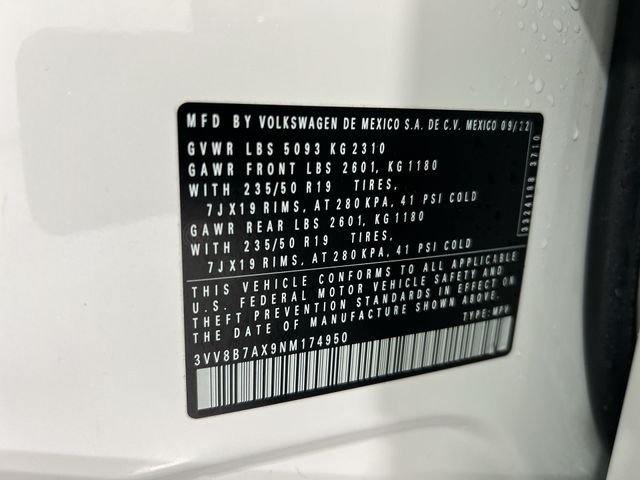 MFD BY VOLKSWAGEN DE MEXICO S.A. DE C.V. MEXICO 09/22
GVWR LBS 5093 KG 2310
GAWR FRONT LBS 2601, KG 1180
WITH 235/50 R19 TIRES,
7JX19 RIMS, AT 280 KPA, 41 PSI COLD
GAWR REAR LBS 2601, KG 1180
WITH 235/50 R19 TIRES,
7JX19 RIMS, AT 280 KPA, 41 PSI COLD
3324188 3710
THIS VEHICLE CONFORMS TO ALL APPLICABLE
U.S. FEDERAL MOTOR VEHICLE SAFETY AND
THEFT PREVENTION STANDARDS IN EFFECT ON
THE DATE OF MANUFACTURE SHOWN ABOVE.
3VV8B7AX9NM174950 TYPE: MPV